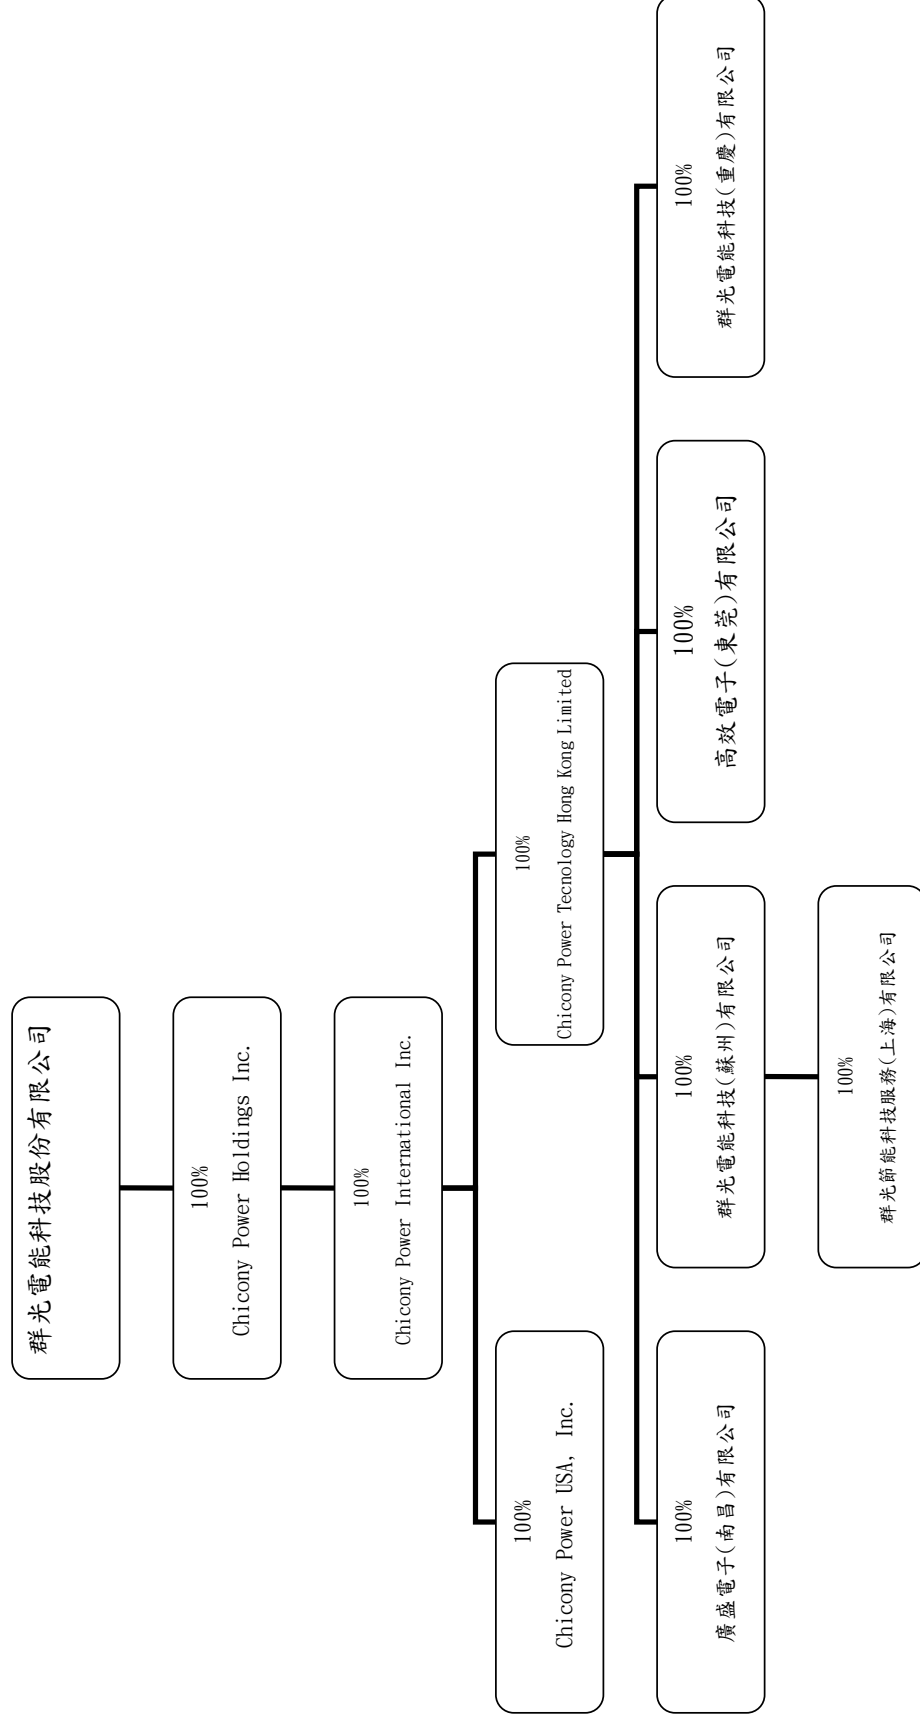 群光電能科技股份有限公司
100%
Chicony Power Holdings Inc.
100%
Chicony Power International Inc.
100%
Chicony Power USA, Inc.
100%
Chicony Power Tecnology Hong Kong Limited
100%
廣盛電子(南昌)有限公司
100%
群光電能科技(蘇州)有限公司
100%
高效電子(東莞)有限公司
100%
群光電能科技(重慶)有限公司
100%
群光節能科技服務(上海)有限公司